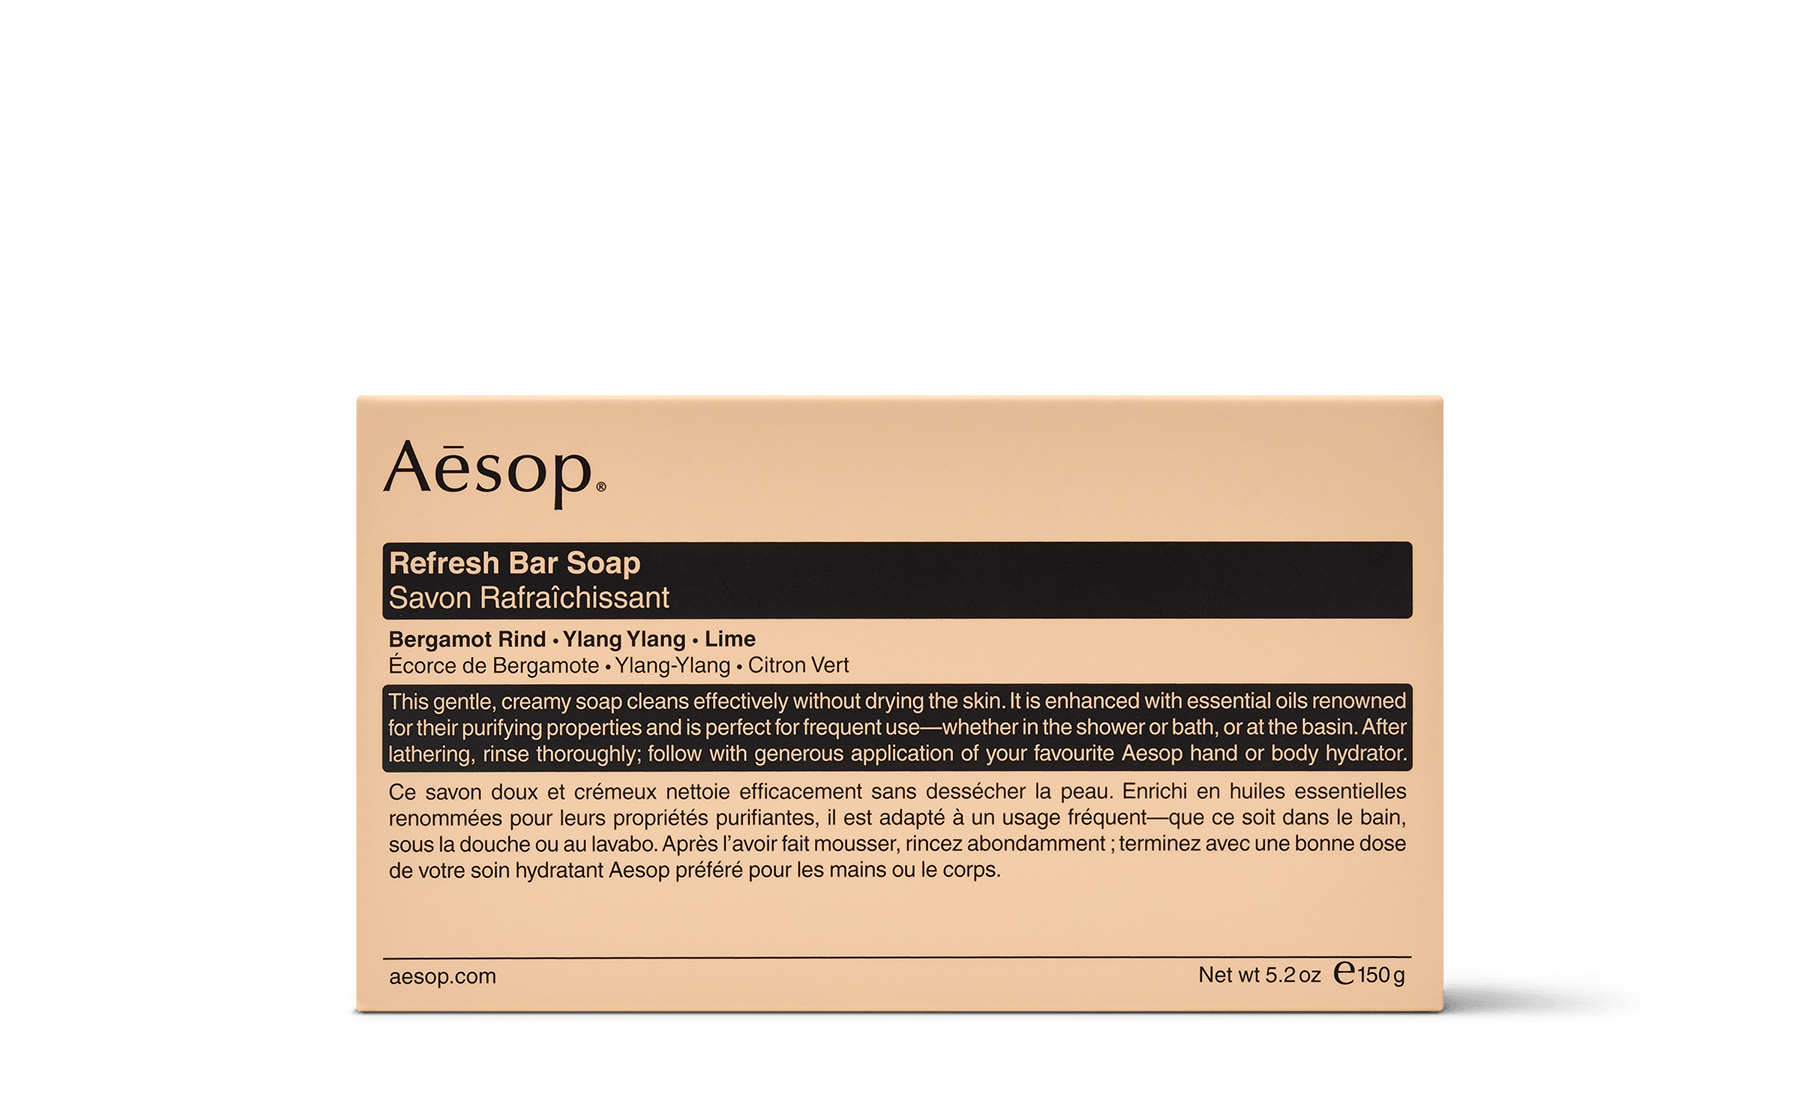 Aēsop®
Refresh Bar Soap
Savon Rafraîchissant
Bergamot Rind • Ylang Ylang • Lime
Écorce de Bergamote • Ylang-Ylang • Citron Vert
This gentle, creamy soap cleans effectively without drying the skin. It is enhanced with essential oils renowned
for their purifying properties and is perfect for frequent use—whether in the shower or bath, or at the basin. After
lathering, rinse thoroughly; follow with generous application of your favourite Aesop hand or body hydrator.
Ce savon doux et crémeux nettoie efficacement sans dessécher la peau. Enrichi en huiles essentielles
renommées pour leurs propriétés purifiantes, il est adapté à un usage fréquent—que ce soit dans le bain,
sous la douche ou au lavabo. Après l’avoir fait mousser, rincez abondamment ; terminez avec une bonne dose
de votre soin hydratant Aesop préféré pour les mains ou le corps.
aesop.com
Net wt 5.2 oz ℮150 g